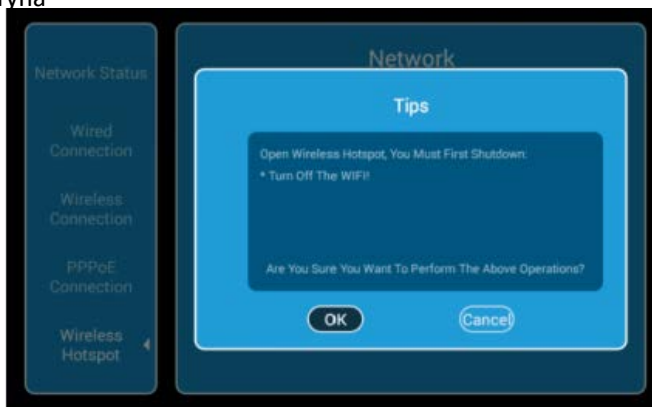 Network Status
Wired
Connection
Wireless
Connection
PPPoE
Connection
Wireless
Hotspot
Network
Tips
Open Wireless Hotspot, You Must First Shutdown:
* Turn Off The WIFI!
Are You Sure You Want To Perform The Above Operations?
OK
Cancel